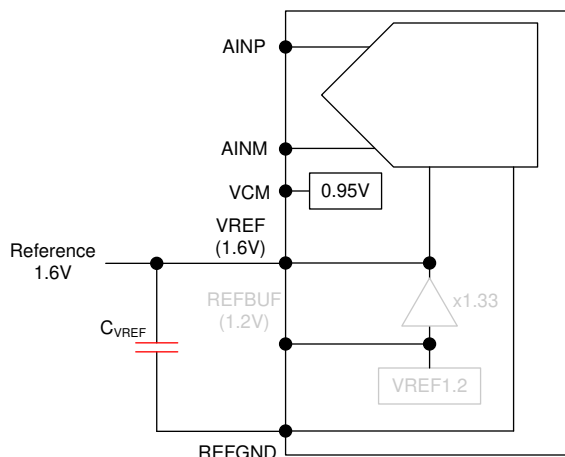 AINP
AINM
VCM
0.95V
VREF
(1.6V)
Reference
1.6V
REFBUF
(1.2V)
x1.33
CVREF
VREF1.2
REFGND